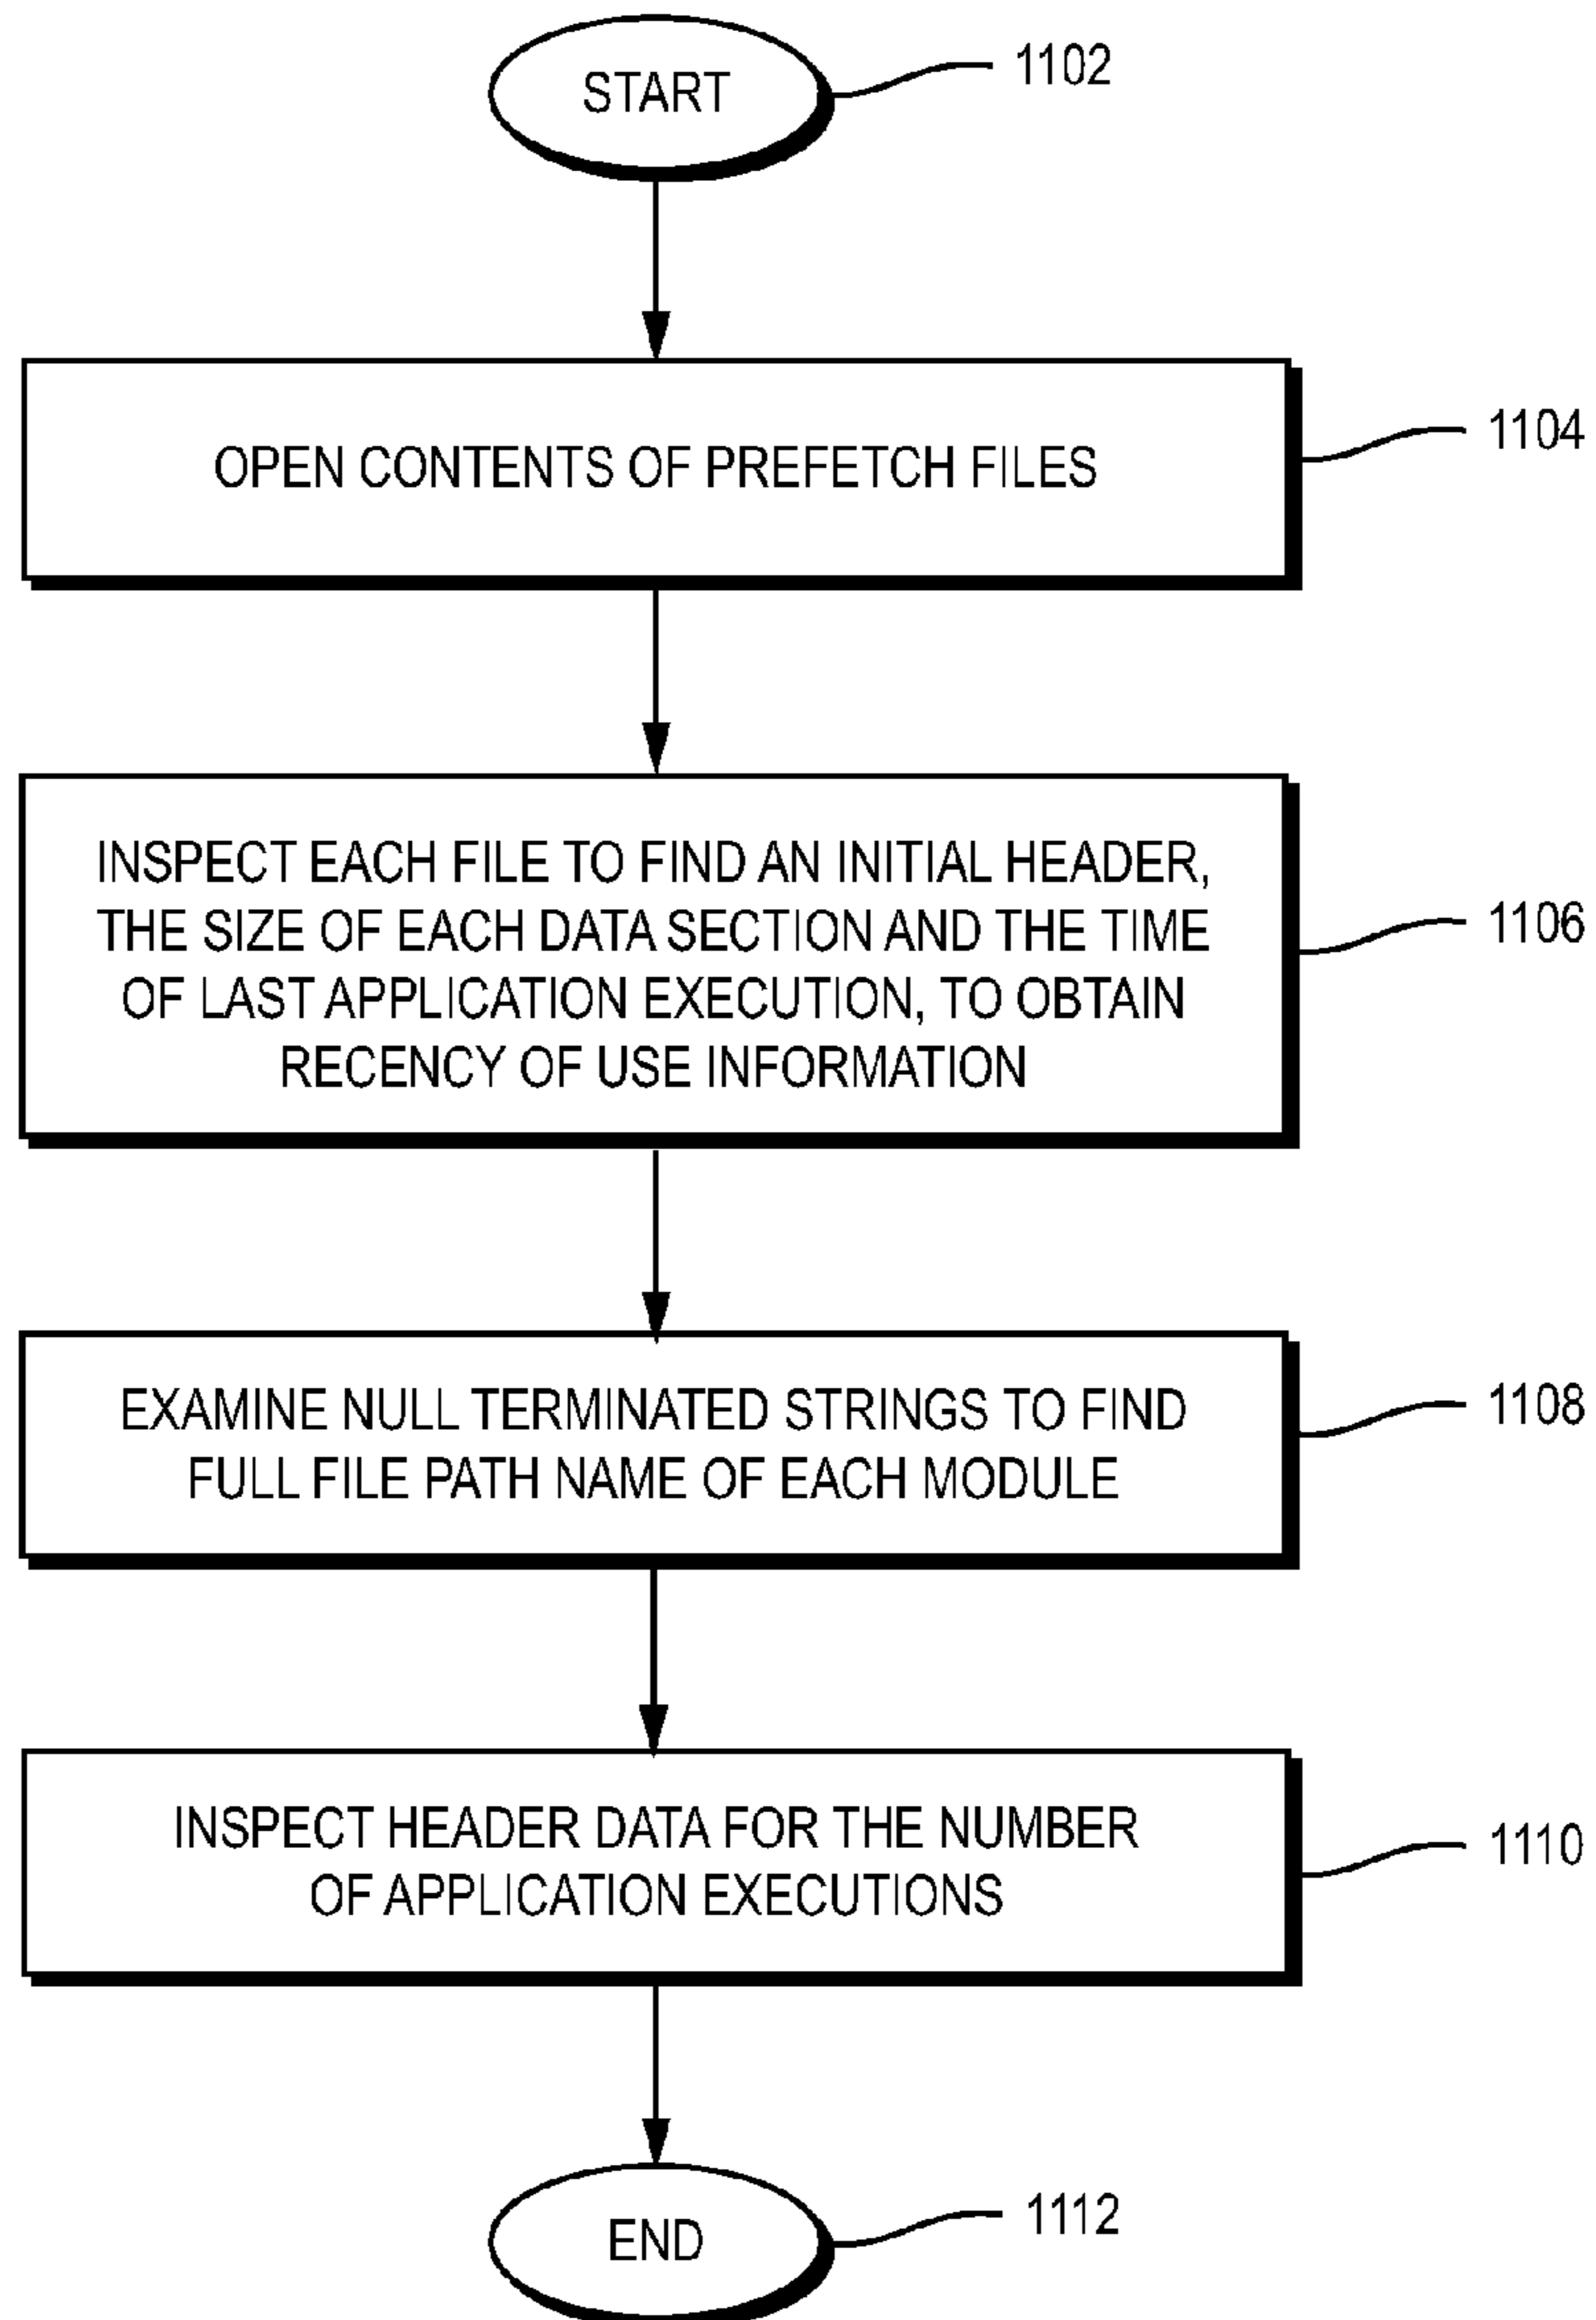 START
1102
OPEN CONTENTS OF PREFETCH FILES
1104
INSPECT EACH FILE TO FIND AN INITIAL HEADER,
THE SIZE OF EACH DATA SECTION AND THE TIME
OF LAST APPLICATION EXECUTION, TO OBTAIN
RECENCY OF USE INFORMATION
1106
EXAMINE NULL TERMINATED STRINGS TO FIND
FULL FILE PATH NAME OF EACH MODULE
1108
INSPECT HEADER DATA FOR THE NUMBER
OF APPLICATION EXECUTIONS
1110
END
1112